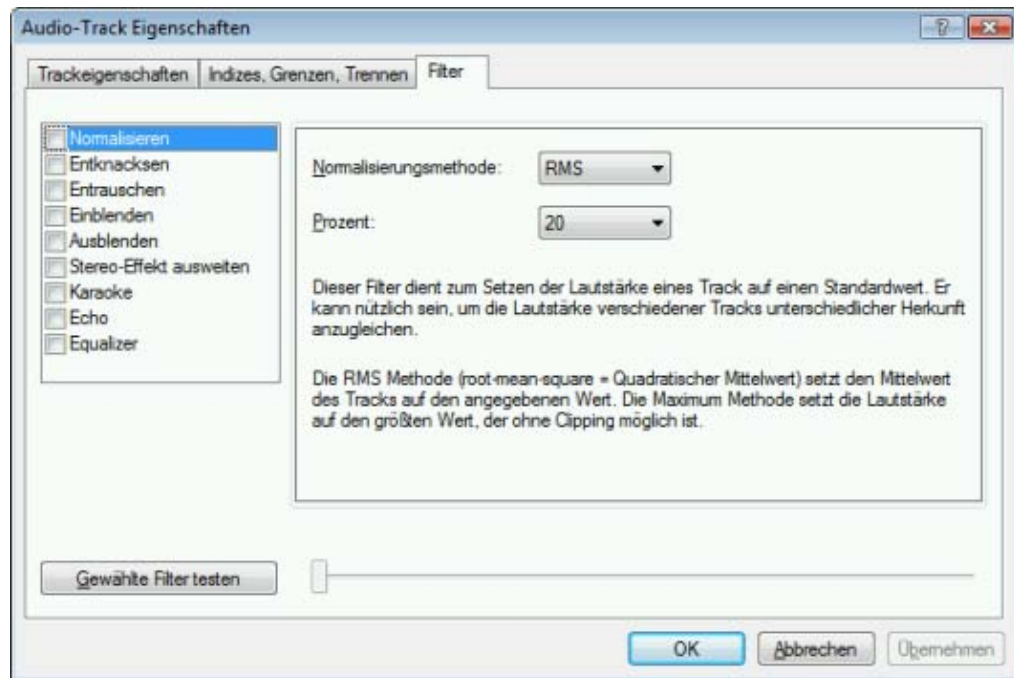 Audio-Track Eigenschaften
Trackeigenschaften
Indizes, Grenzen, Trennen
Filter
Normalisieren
Entknacksen
Entrauschen
Einblenden
Ausblenden
Stereo-Effekt ausweiten
Karaoke
Echo
Equalizer
Normalisierungsmethode:
RMS
Prozent:
20
Dieser Filter dient zum Setzen der Lautstärke eines Track auf einen Standardwert. Er
kann nützlich sein, um die Lautstärke verschiedener Tracks unterschiedlicher Herkunft
anzugleichen.
Die RMS Methode (root-mean-square = Quadratischer Mittelwert) setzt den Mittelwert
des Tracks auf den angegebenen Wert. Die Maximum Methode setzt die Lautstärke
auf den größten Wert, der ohne Clipping möglich ist.
Gewählte Filter testen
OK
Abbrechen
Übernehmen